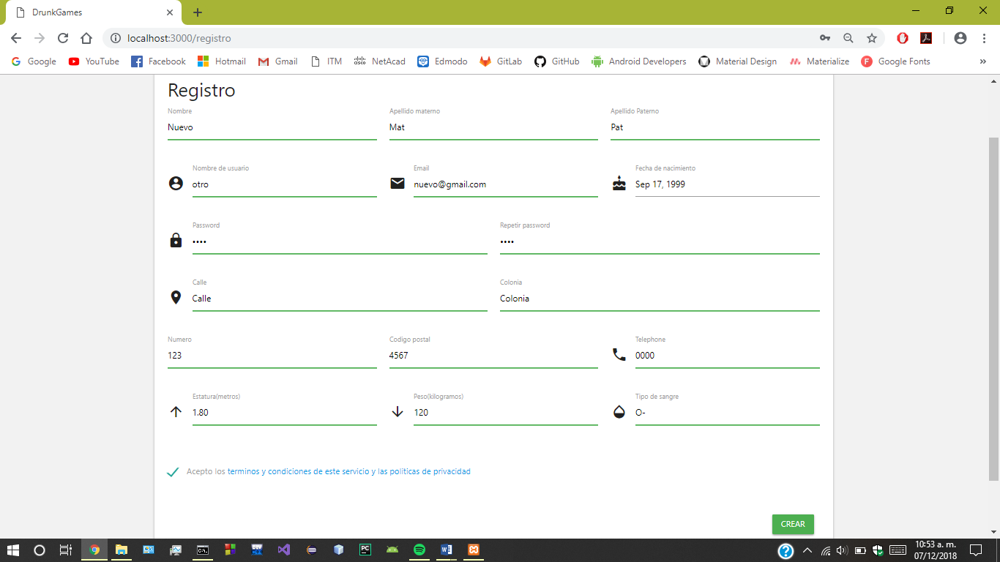 DrunkGames
localhost:3000/registro
Google YouTube Facebook Hotmail Gmail ITM NetAcad Edmodo GitLab GitHub Android Developers Material Design Materialize Google Fonts »
Registro
Nombre Apellido materno Apellido Paterno
Nuevo Mat Pat
Nombre de usuario Email Fecha de nacimiento
otro nuevo@gmail.com Sep 17, 1999
Password Repetir password
•••• ••••
Calle Colonia
Calle Colonia
Numero Codigo postal Telephone
123 4567 0000
Estatura(metros) Peso(kilogramos) Tipo de sangre
1.80 120 O-
Acepto los terminos y condiciones de este servicio y las politicas de privacidad
CREAR
10:53 a. m.
07/12/2018